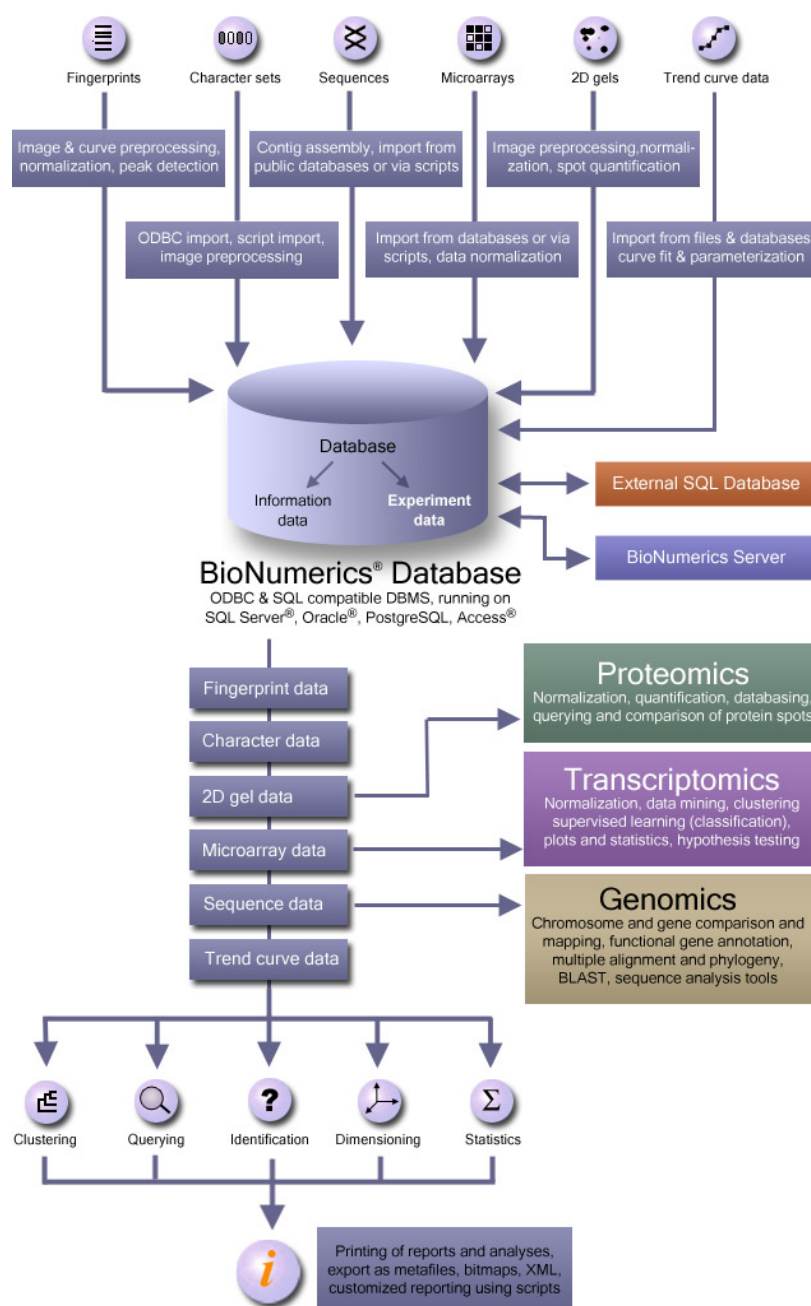 Fingerprints
Character sets
Sequences
Microarrays
2D gels
Trend curve data
Image & curve preprocessing,
normalization, peak detection
Contig assembly, import from
public databases or via scripts
Image preprocessing,normali-
zation, spot quantification
ODBC import, script import,
image preprocessing
Import from databases or via
scripts, data normalization
Import from files & databases,
curve fit & parameterization
Database
Information
data
Experiment
data
External SQL Database
BioNumerics Server
BioNumerics® Database
ODBC & SQL compatible DBMS, running on
SQL Server®, Oracle®, PostgreSQL, Access®
Fingerprint data
Character data
2D gel data
Microarray data
Sequence data
Trend curve data
Proteomics
Normalization, quantification, databasing,
querying and comparison of protein spots
Transcriptomics
Normalization, data mining, clustering
supervised learning (classification),
plots and statistics, hypothesis testing
Genomics
Chromosome and gene comparison and
mapping, functional gene annotation,
multiple alignment and phylogeny,
BLAST, sequence analysis tools
?
Σ
Clustering
Querying
Identification
Dimensioning
Statistics
i
Printing of reports and analyses,
export as metafiles, bitmaps, XML,
customized reporting using scripts